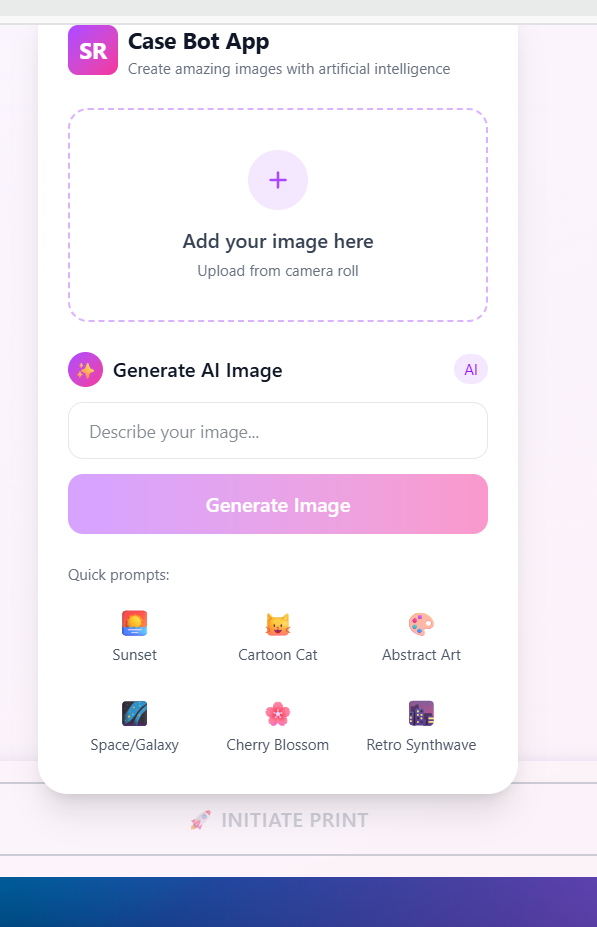 SR
Case Bot App
Create amazing images with artificial intelligence
Add your image here
Upload from camera roll
Generate AI Image
AI
Describe your image...
Generate Image
Quick prompts:
Sunset
Cartoon Cat
Abstract Art
Space/Galaxy
Cherry Blossom
Retro Synthwave
INITIATE PRINT